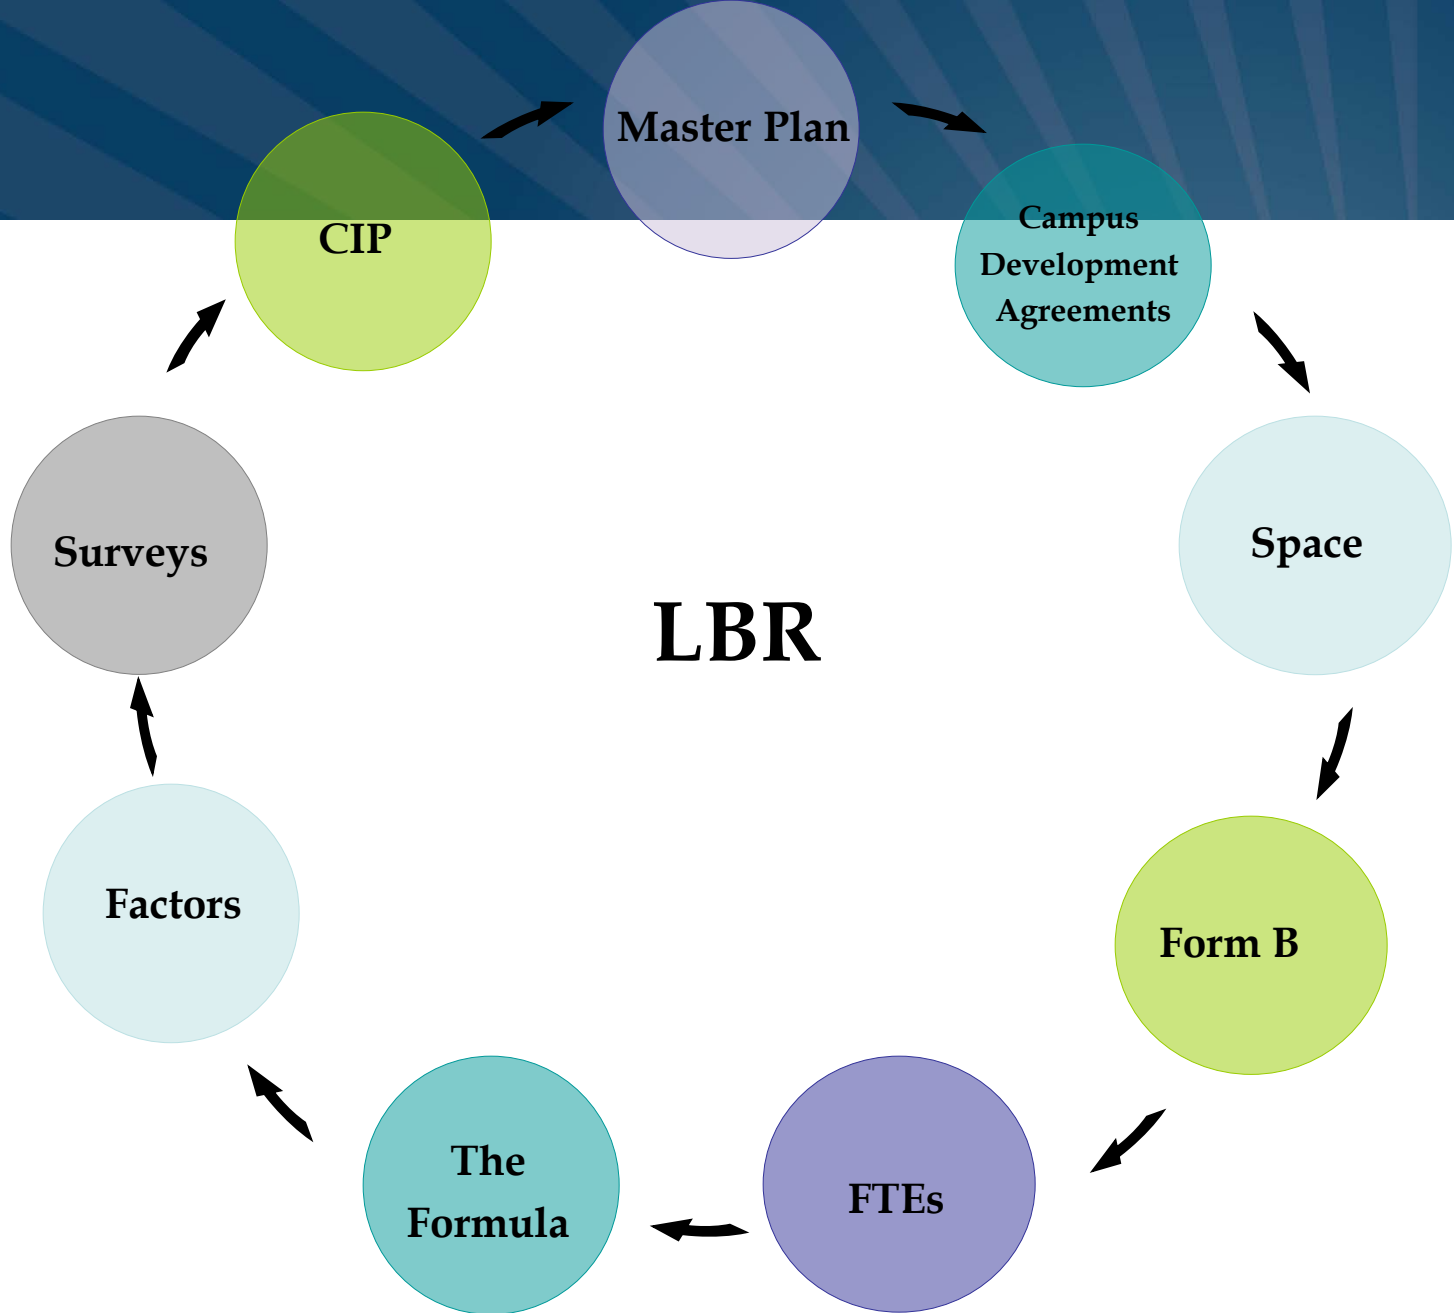 Master Plan
Campus
Development
Agreements
Space
Form B
FTEs
The
Formula
Factors
Surveys
CIP
LBR